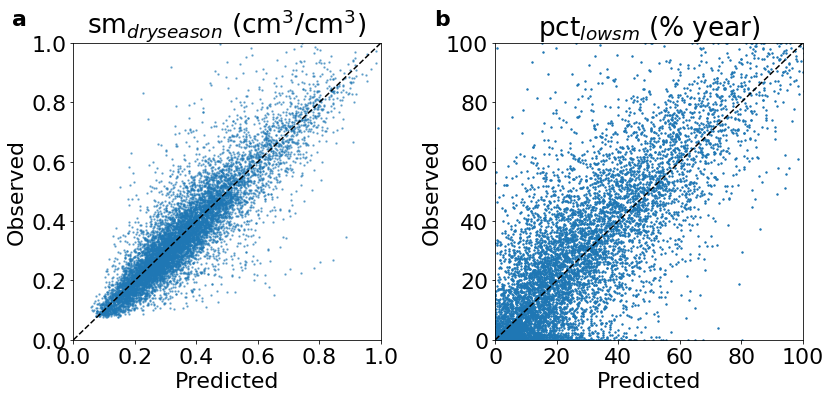 a
sm_dryseason (cm³/cm³)
1.0
0.8
0.6
0.4
0.2
0.0
Observed
0.0 0.2 0.4 0.6 0.8 1.0
Predicted
b
pct_lowsm (% year)
100
80
60
40
20
0
Observed
0 20 40 60 80 100
Predicted